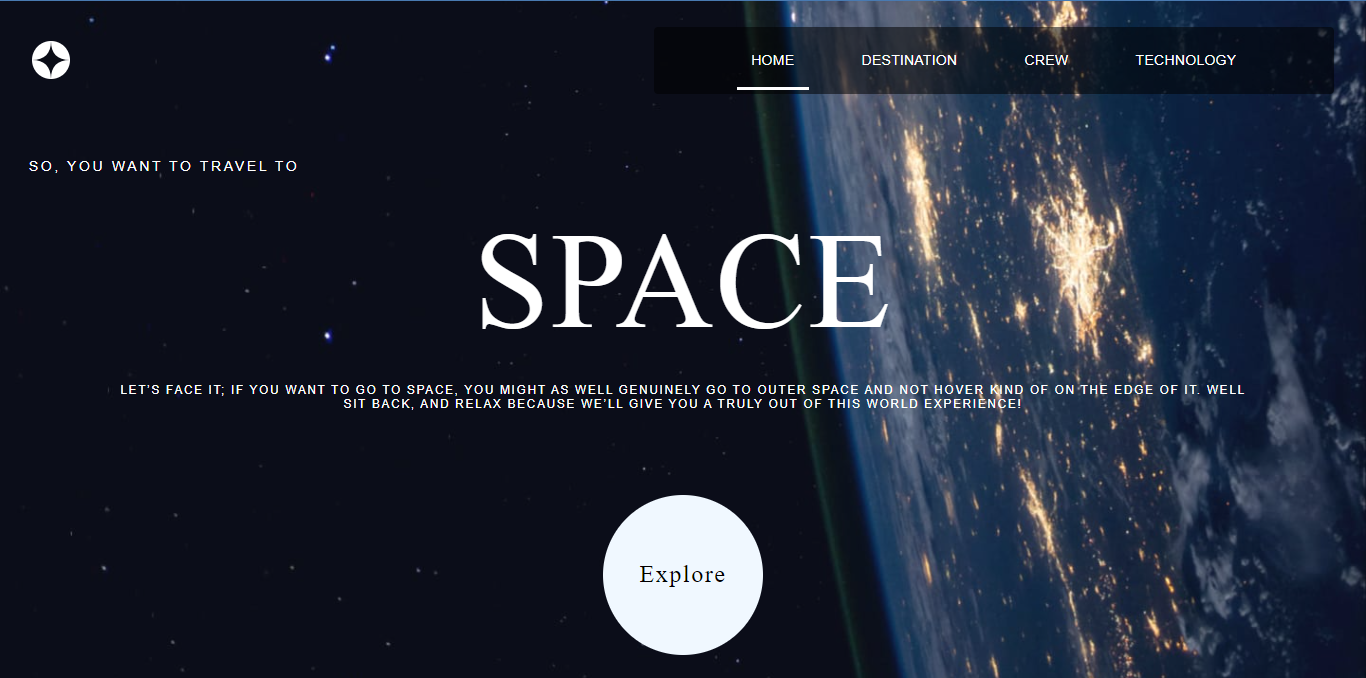 HOME DESTINATION CREW TECHNOLOGY
SO, YOU WANT TO TRAVEL TO
SPACE
LET’S FACE IT; IF YOU WANT TO GO TO SPACE, YOU MIGHT AS WELL GENUINELY GO TO OUTER SPACE AND NOT HOVER KIND OF ON THE EDGE OF IT. WELL
SIT BACK, AND RELAX BECAUSE WE’LL GIVE YOU A TRULY OUT OF THIS WORLD EXPERIENCE!
Explore